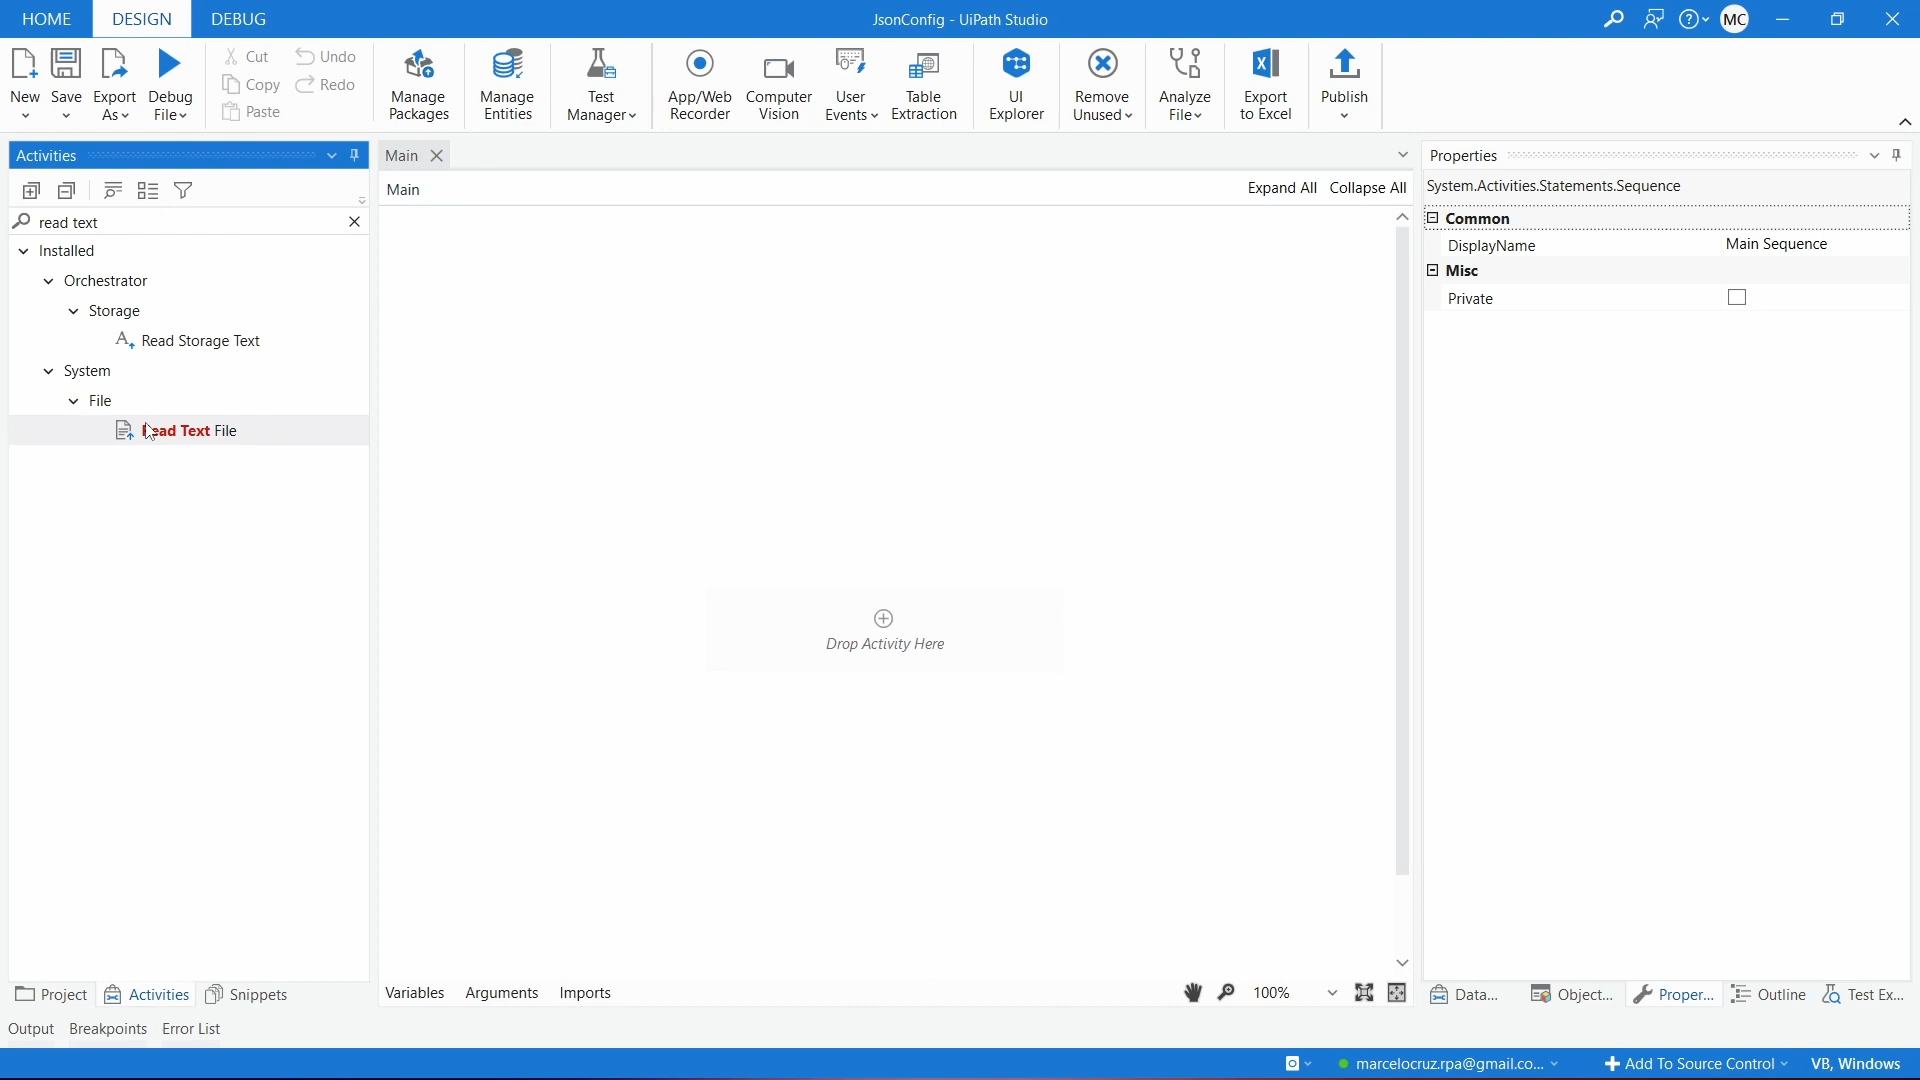 HOME DESIGN DEBUG JsonConfig - UiPath Studio MC
New Save Export As Debug File
Cut Undo
Copy Redo
Paste
Manage Packages
Manage Entities
Test Manager
App/Web Recorder
Computer Vision
User Events
Table Extraction
UI Explorer
Remove Unused
Analyze File
Export to Excel
Publish
Activities
read text
Installed
Orchestrator
Storage
Read Storage Text
System
File
Text File
Main
Main Expand All Collapse All
Drop Activity Here
Properties
System.Activities.Statements.Sequence
Common
DisplayName Main Sequence
Misc
Private
Project Activities Snippets
Variables Arguments Imports 100%
Data... Object... Proper... Outline Test Ex...
Output Breakpoints Error List
marcelocruz.rpa@gmail.co... Add To Source Control VB, Windows